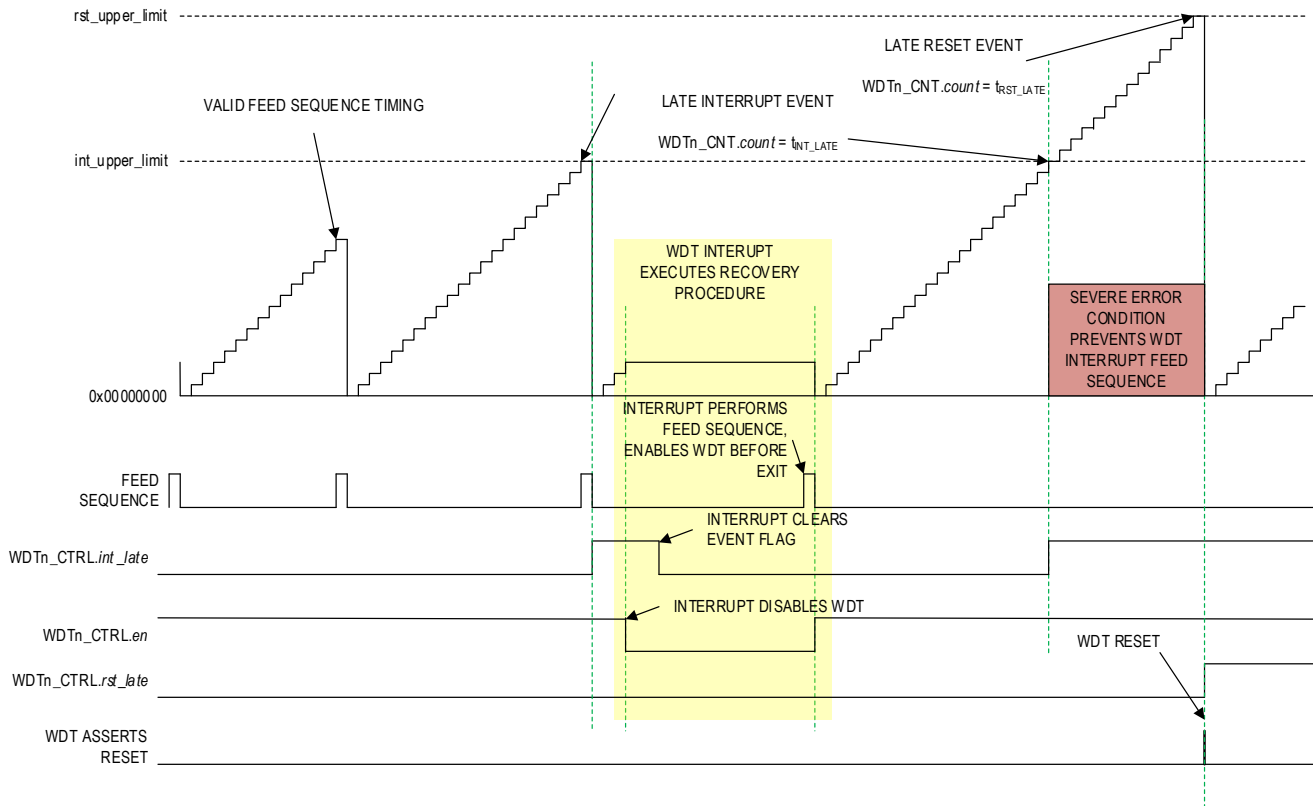 rst_upper_limit
LATE RESET EVENT
WDTn_CNT.count = tRST_LATE
VALID FEED SEQUENCE TIMING
LATE INTERRUPT EVENT
WDTn_CNT.count = tINT_LATE
int_upper_limit
WDT INTERUPT
EXECUTES RECOVERY
PROCEDURE
SEVERE ERROR
CONDITION
PREVENTS WDT
INTERRUPT FEED
SEQUENCE
0x00000000
INTERRUPT PERFORMS
FEED SEQUENCE,
ENABLES WDT BEFORE
EXIT
FEED
SEQUENCE
INTERRUPT CLEARS
EVENT FLAG
WDTn_CTRL.int_late
INTERRUPT DISABLES WDT
WDTn_CTRL.en
WDT RESET
WDTn_CTRL.rst_late
WDT ASSERTS
RESET